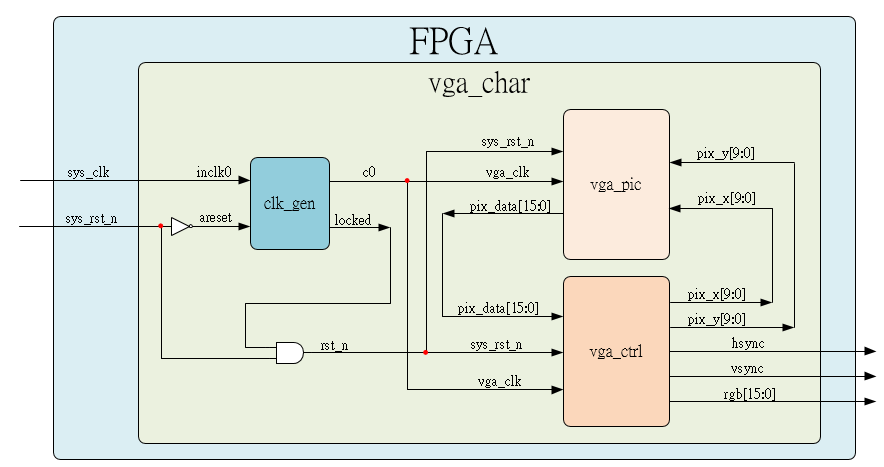 FPGA
vga_char
sys_clk
sys_rst_n
inclk0
areset
clk_gen
c0
locked
rst_n
sys_rst_n
vga_clk
pix_data[15:0]
vga_pic
pix_y[9:0]
pix_x[9:0]
pix_data[15:0]
sys_rst_n
vga_clk
vga_ctrl
pix_x[9:0]
pix_y[9:0]
hsync
vsync
rgb[15:0]